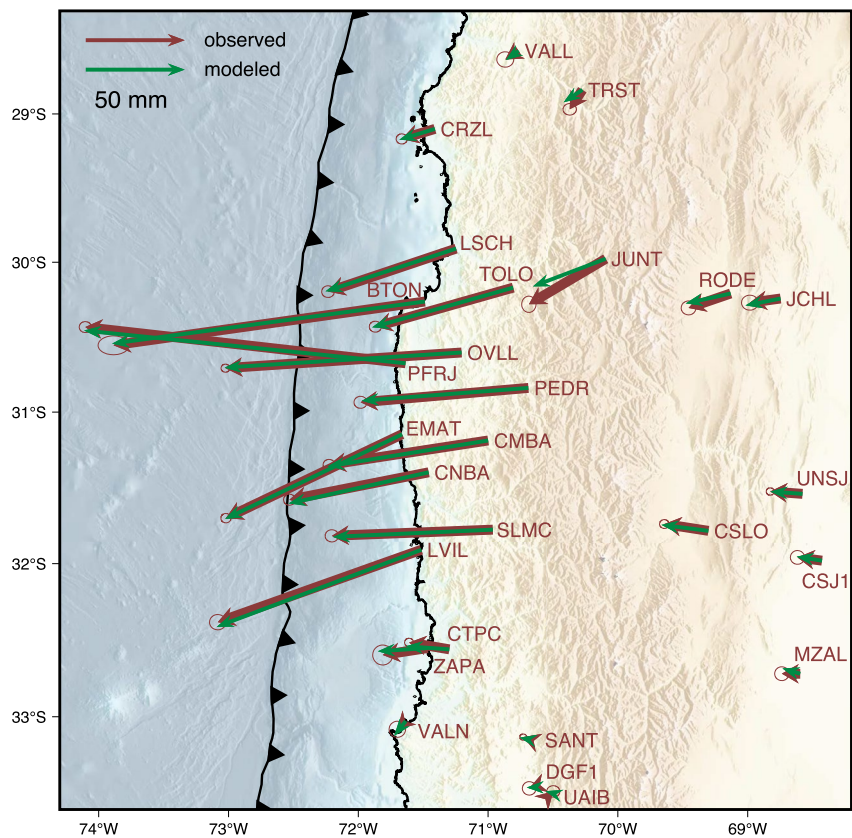 observed
modeled
50 mm
VALL
TRST
CRZL
LSCH
JUNT
TOLO
RODE
BTON
JCHL
OVLL
PFRJ
PEDR
EMAT
CMBA
CNBA
UNSJ
SLMC
CSLO
LVIL
CSJ1
CTPC
MZAL
ZAPA
VALN
SANT
DGF1
UAIB
29°S
30°S
31°S
32°S
33°S
74°W
73°W
72°W
71°W
70°W
69°W